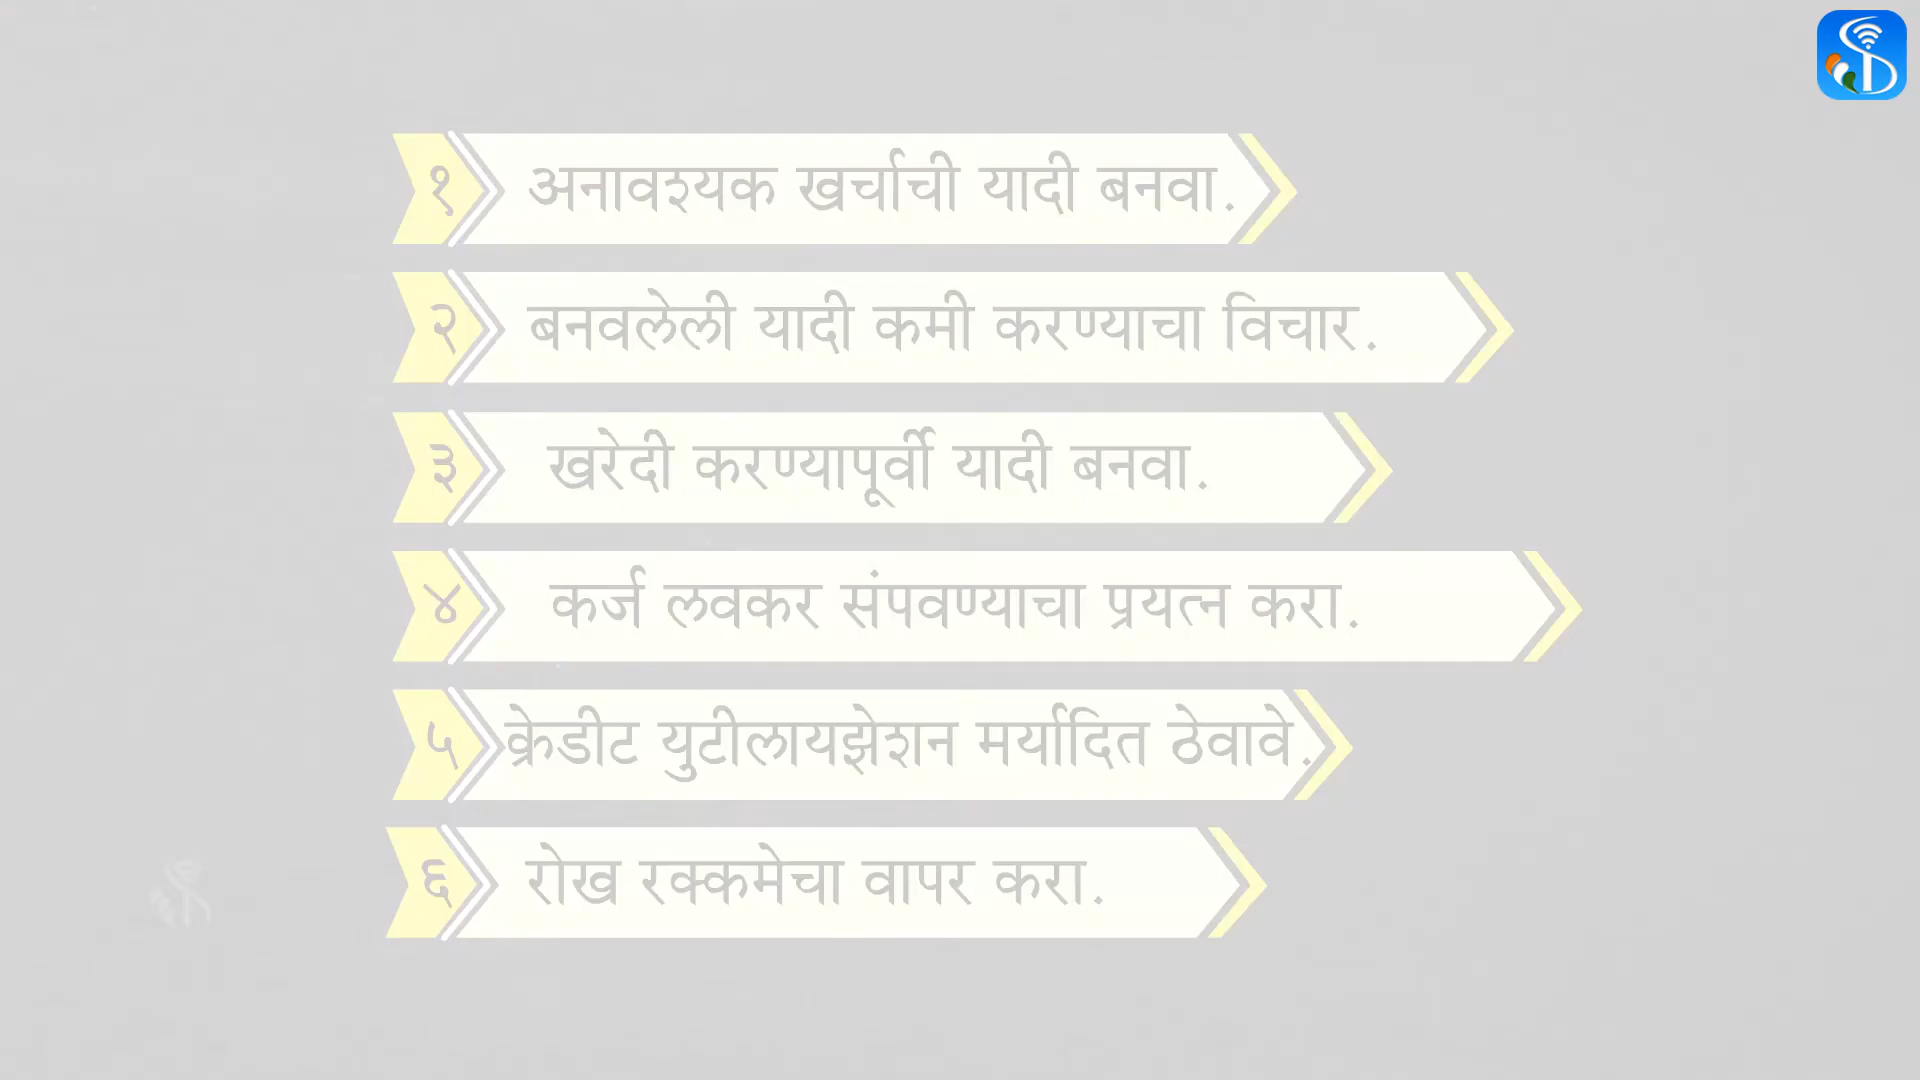 १ अनावश्यक खर्चाची यादी बनवा.
२ बनवलेली यादी कमी करण्याचा विचार.
३ खरेदी करण्यापूर्वी यादी बनवा.
४ कर्ज लवकर संपवण्याचा प्रयत्न करा.
५ क्रेडीट युटीलायझेशन मर्यादित ठेवावे.
६ रोख रक्कमेचा वापर करा.